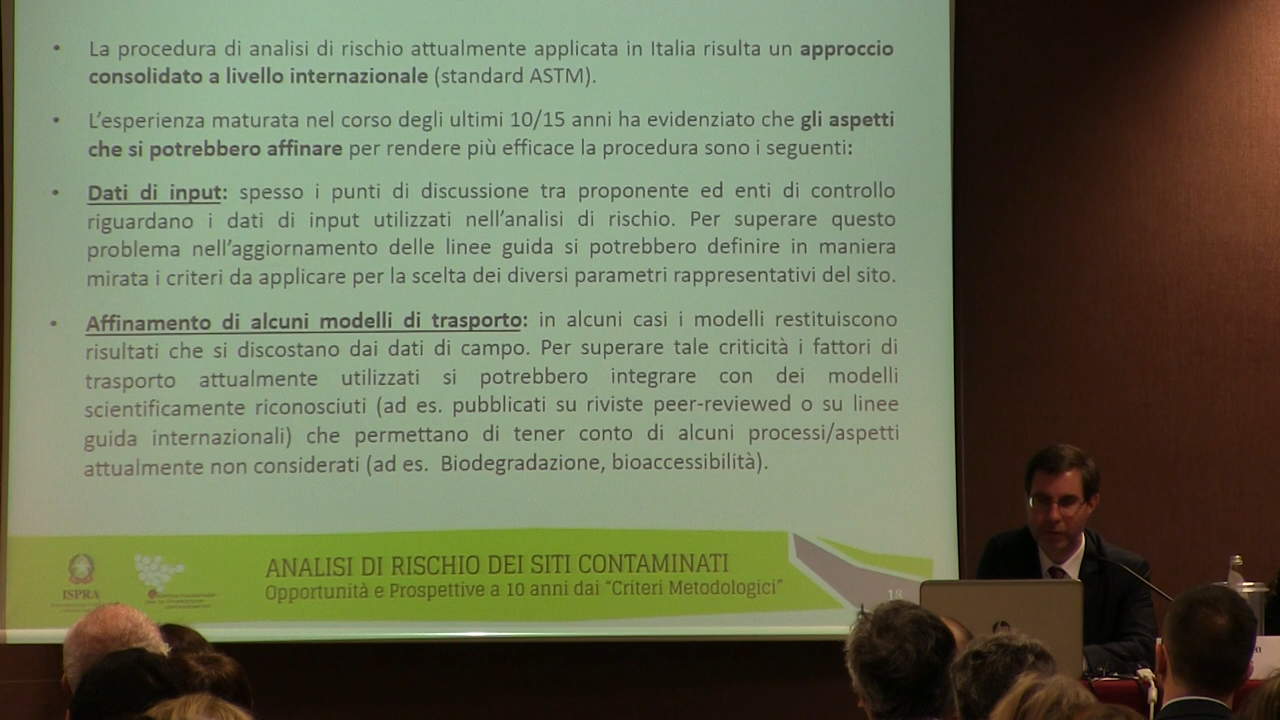 • La procedura di analisi di rischio attualmente applicata in Italia risulta un approccio
consolidato a livello internazionale (standard ASTM).
• L'esperienza maturata nel corso degli ultimi 10/15 anni ha evidenziato che gli aspetti
che si potrebbero affinare per rendere più efficace la procedura sono i seguenti:
• Dati di input: spesso i punti di discussione tra proponente ed enti di controllo
riguardano i dati di input utilizzati nell'analisi di rischio. Per superare questo
problema nell'aggiornamento delle linee guida si potrebbero definire in maniera
mirata i criteri da applicare per la scelta dei diversi parametri rappresentativi del sito.
• Affinamento di alcuni modelli di trasporto: in alcuni casi i modelli restituiscono
risultati che si discostano dai dati di campo. Per superare tale criticità i fattori di
trasporto attualmente utilizzati si potrebbero integrare con dei modelli
scientificamente riconosciuti (ad es. pubblicati su riviste peer-reviewed o su linee
guida internazionali) che permettano di tener conto di alcuni processi/aspetti
attualmente non considerati (ad es. Biodegradazione, bioaccessibilità).
ISPRA
ANALISI DI RISCHIO DEI SITI CONTAMINATI
Opportunità e Prospettive a 10 anni dai "Criteri Metodologici"
18